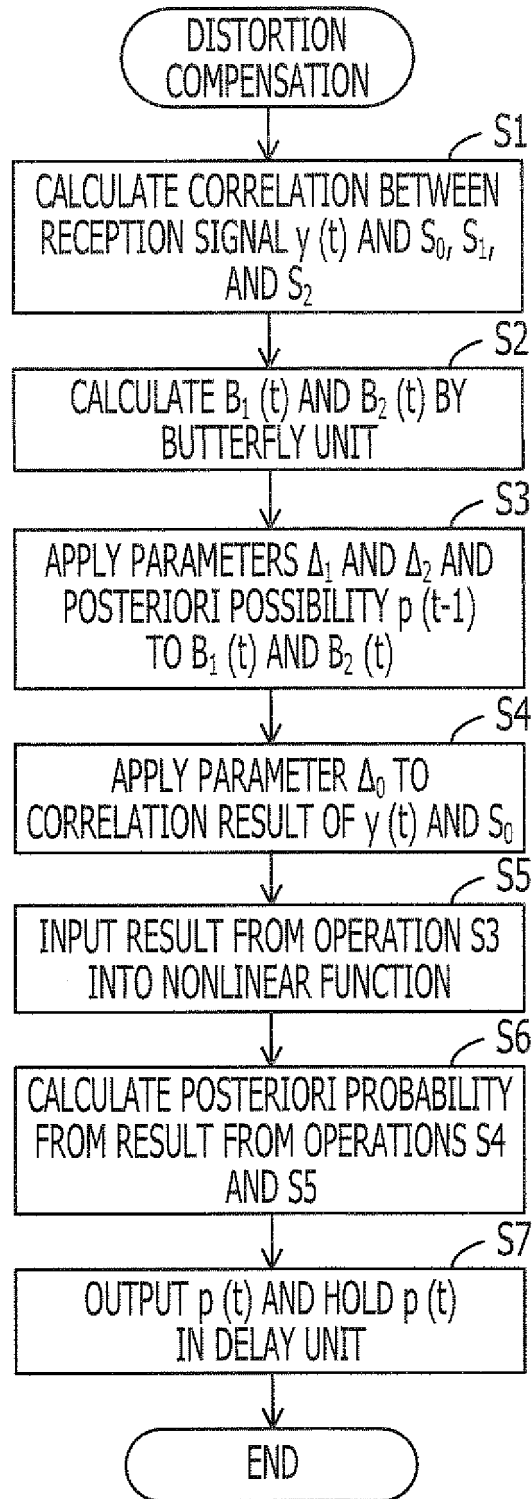 DISTORTION
COMPENSATION
S1
CALCULATE CORRELATION BETWEEN
RECEPTION SIGNAL y (t) AND S₀, S₁,
AND S₂
S2
CALCULATE B₁ (t) AND B₂ (t) BY
BUTTERFLY UNIT
S3
APPLY PARAMETERS Δ₁ AND Δ₂ AND
POSTERIORI POSSIBILITY p (t-1)
TO B₁ (t) AND B₂ (t)
S4
APPLY PARAMETER Δ₀ TO
CORRELATION RESULT OF y (t) AND S₀
S5
INPUT RESULT FROM OPERATION S3
INTO NONLINEAR FUNCTION
S6
CALCULATE POSTERIORI PROBABILITY
FROM RESULT FROM OPERATIONS S4
AND S5
S7
OUTPUT p (t) AND HOLD p (t)
IN DELAY UNIT
END